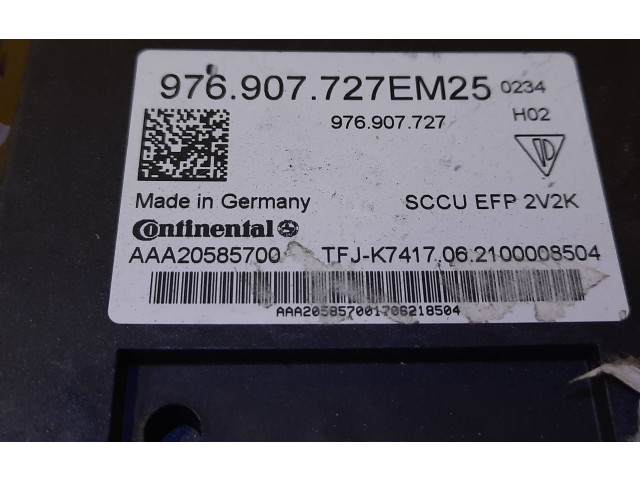 976.907.727EM25 0234
976.907.727 H02
Made in Germany SCCU EFP 2V2K
Continental
AAA20585700 TFJ-K7417.06.2100008504
AAA205857001706218504